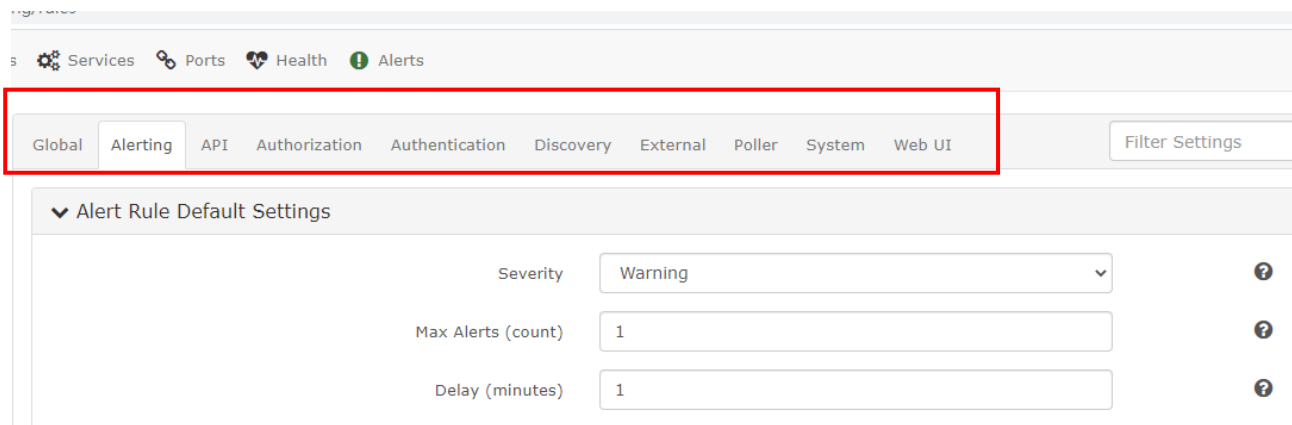 Services Ports Health Alerts
Global Alerting API Authorization Authentication Discovery External Poller System Web UI Filter Settings
Alert Rule Default Settings
Severity Warning
Max Alerts (count) 1
Delay (minutes) 1